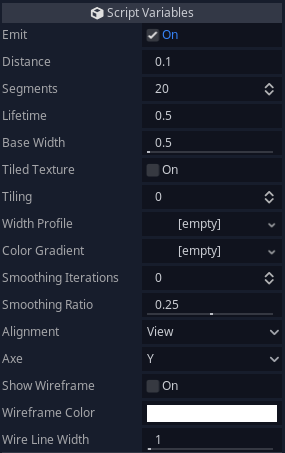 Script Variables
Emit On
Distance 0.1
Segments 20
Lifetime 0.5
Base Width 0.5
Tiled Texture On
Tiling 0
Width Profile [empty]
Color Gradient [empty]
Smoothing Iterations 0
Smoothing Ratio 0.25
Alignment View
Axe Y
Show Wireframe On
Wireframe Color
Wire Line Width 1